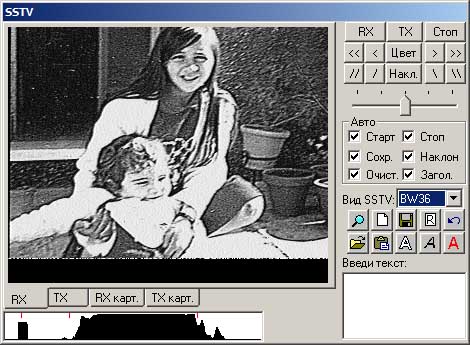 SSTV
RX TX Стоп
<< < Цвет > >>
// / Накл. \ \\
Авто
Старт Стоп
Сохр. Наклон
Очист. Загол.
Вид SSTV: BW36
R
A A A
Введи текст:
RX TX RX карт. TX карт.